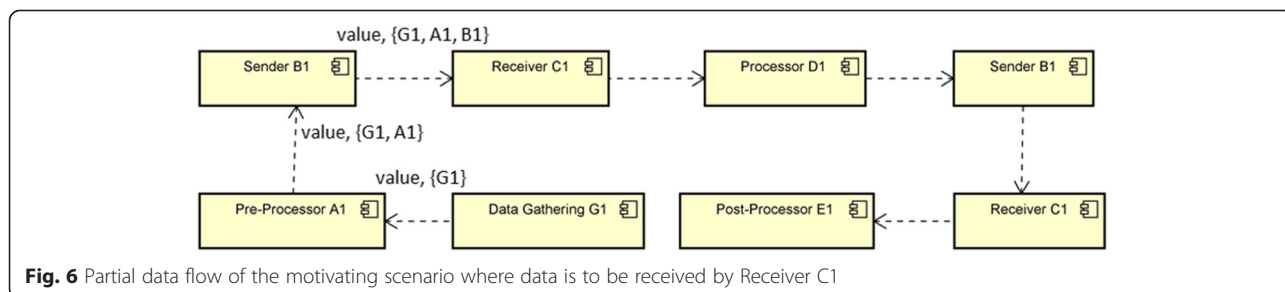 value, {G1, A1, B1}
Sender B1
Receiver C1
Processor D1
Sender B1
value, {G1, A1}
value, {G1}
Pre-Processor A1
Data Gathering G1
Post-Processor E1
Receiver C1
Fig. 6 Partial data flow of the motivating scenario where data is to be received by Receiver C1